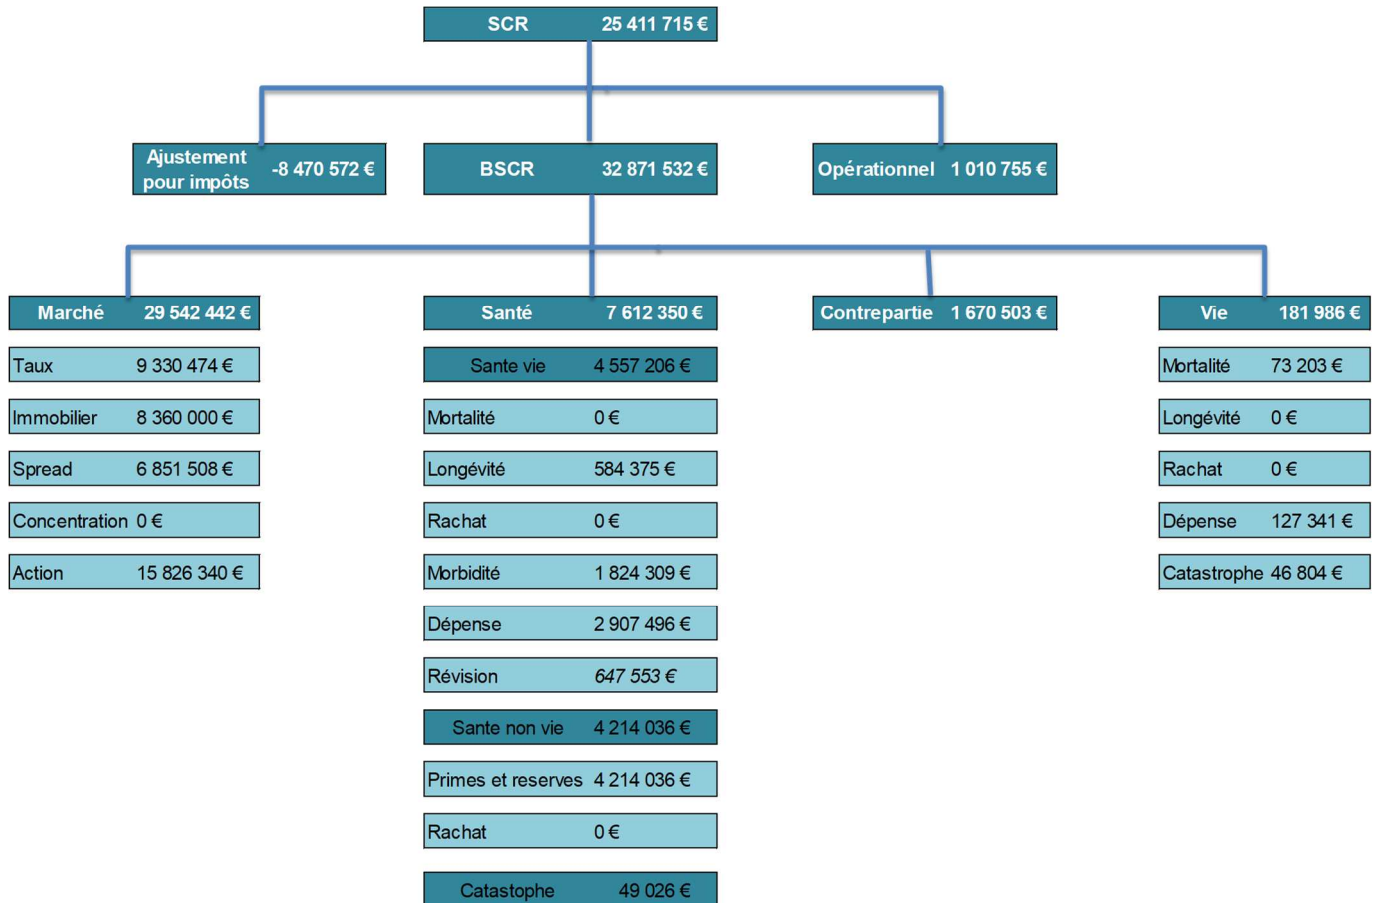 SCR 25 411 715 €
Ajustement
pour impôts -8 470 572 €
BSCR 32 871 532 €
Opérationnel 1 010 755 €
Marché 29 542 442 €
Taux 9 330 474 €
Immobilier 8 360 000 €
Spread 6 851 508 €
Concentration 0 €
Action 15 826 340 €
Santé 7 612 350 €
Sante vie 4 557 206 €
Mortalité 0 €
Longévité 584 375 €
Rachat 0 €
Morbidité 1 824 309 €
Dépense 2 907 496 €
Révision 647 553 €
Sante non vie 4 214 036 €
Primes et reserves 4 214 036 €
Rachat 0 €
Catastophe 49 026 €
Contrepartie 1 670 503 €
Vie 181 986 €
Mortalité 73 203 €
Longévité 0 €
Rachat 0 €
Dépense 127 341 €
Catastrophe 46 804 €